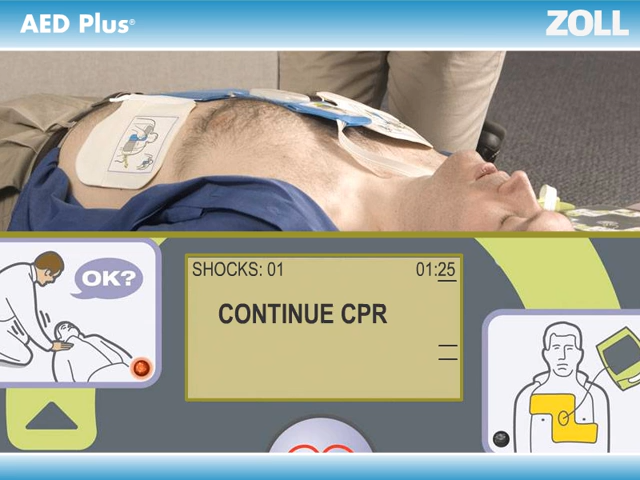 AED Plus®
ZOLL
OK?
SHOCKS: 01
01:25
CONTINUE CPR